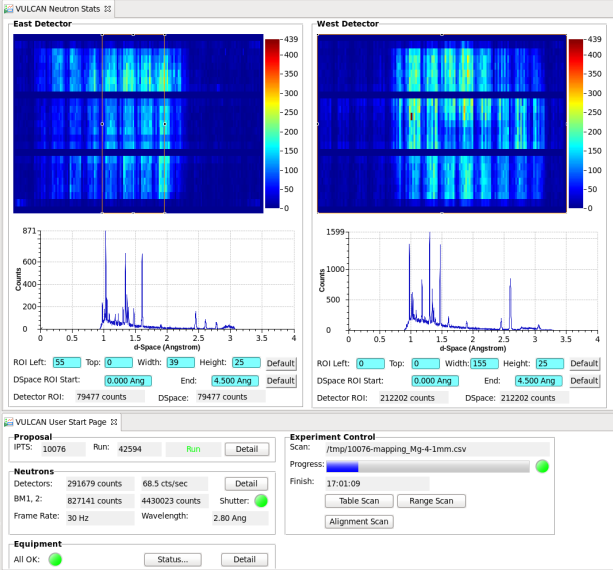 VULCAN Neutron Stats
East Detector
439
400
350
300
250
200
150
100
50
0
871
600
400
200
0
Counts
0 0.5 1 1.5 2 2.5 3 3.5 4
d-Space (Angstrom)
ROI Left: 55 Top: 0 Width: 39 Height: 25 Default
DSpace ROI Start: 0.000 Ang End: 4.500 Ang Default
Detector ROI: 79477 counts DSpace: 79477 counts
West Detector
439
400
350
300
250
200
150
100
50
0
1599
1000
500
0
Counts
0 0.5 1 1.5 2 2.5 3 3.5 4
d-Space (Angstrom)
ROI Left: 0 Top: 0 Width: 155 Height: 25 Default
DSpace ROI Start: 0.000 Ang End: 4.500 Ang Default
Detector ROI: 212202 counts DSpace: 212202 counts
VULCAN User Start Page
Proposal
IPTS: 10076 Run: 42594 Run Detail
Neutrons
Detectors: 291679 counts 68.5 cts/sec Detail
BM1, 2: 827141 counts 4430023 counts Shutter:
Frame Rate: 30 Hz Wavelength: 2.80 Ang
Equipment
All OK: Status... Detail
Experiment Control
Scan: /tmp/10076-mapping_Mg-4-1mm.csv
Progress:
Finish: 17:01:09
Table Scan Range Scan
Alignment Scan